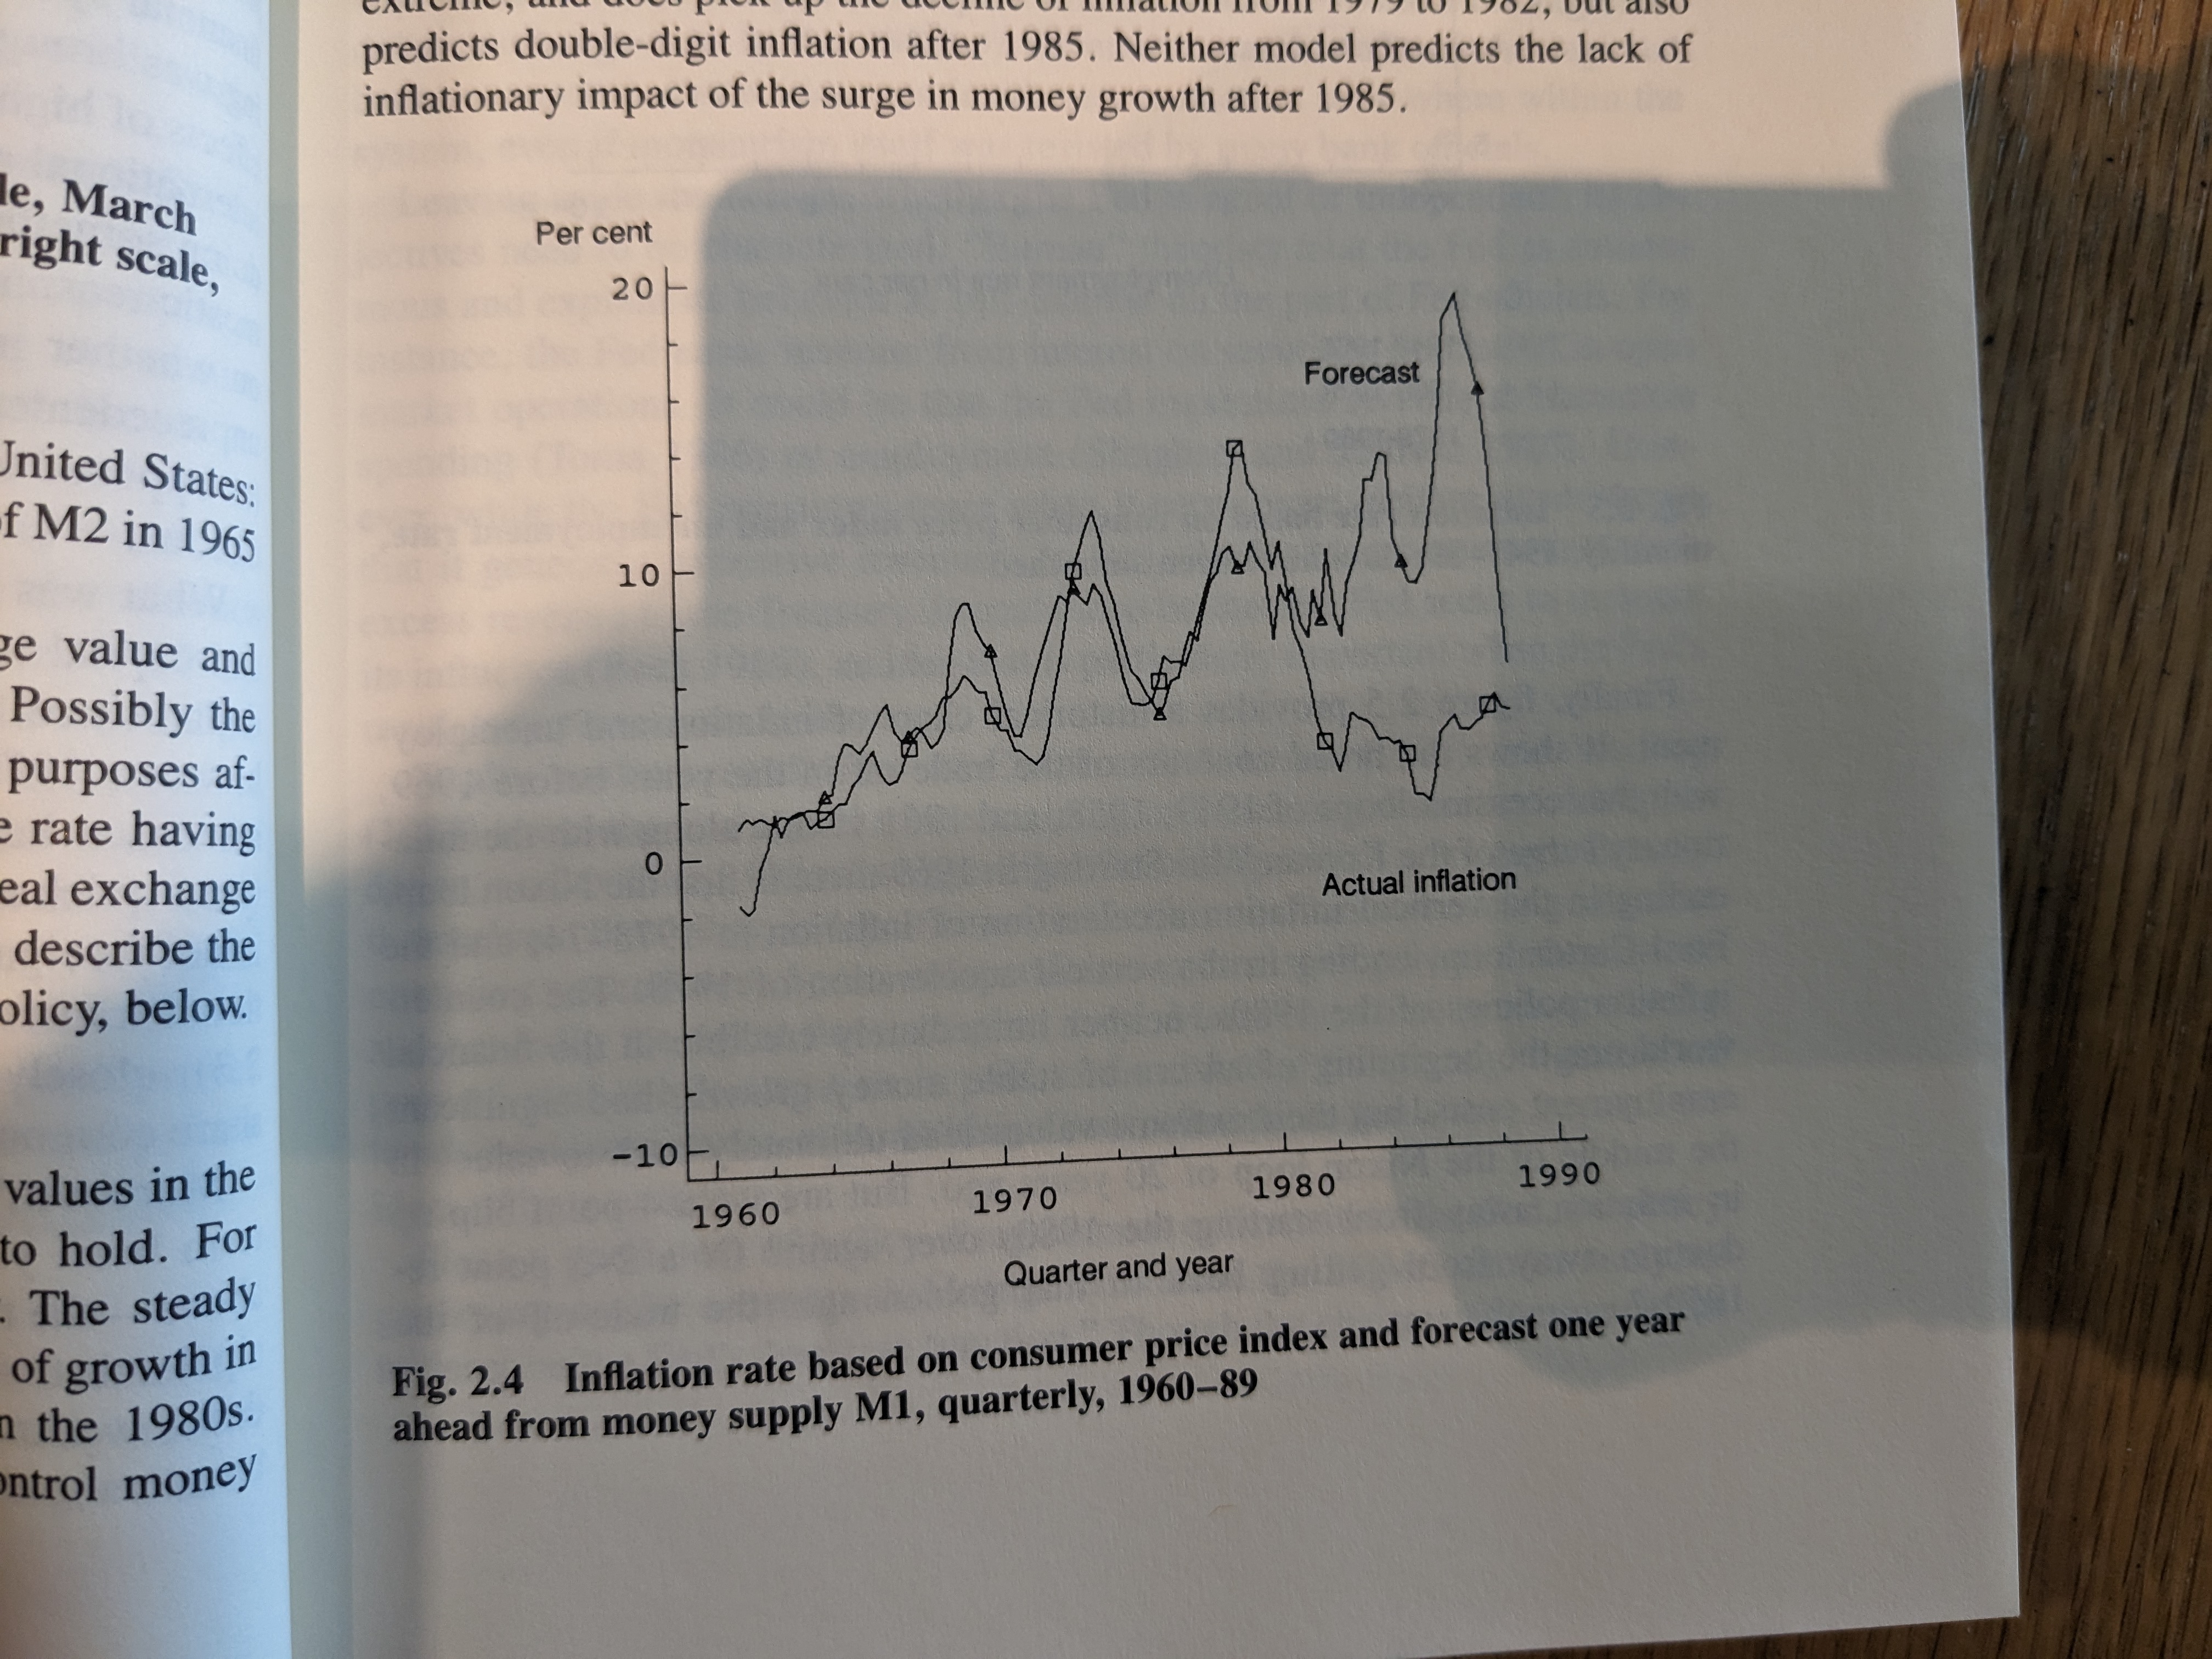 le, March
right scale,
United States:
of M2 in 1965
value and
Possibly the
purposes af-
rate having
exchange
describe the
below.
values in the
to hold. For
The steady
of growth in
the 1980s.
money
predicts double-digit inflation after 1985. Neither model predicts the lack of
inflationary impact of the surge in money growth after 1985.
Per cent
20
Forecast
10
0
Actual inflation
-10
1960 1970 1980 1990
Quarter and year
Fig. 2.4 Inflation rate based on consumer price index and forecast one year
ahead from money supply M1, quarterly, 1960–89